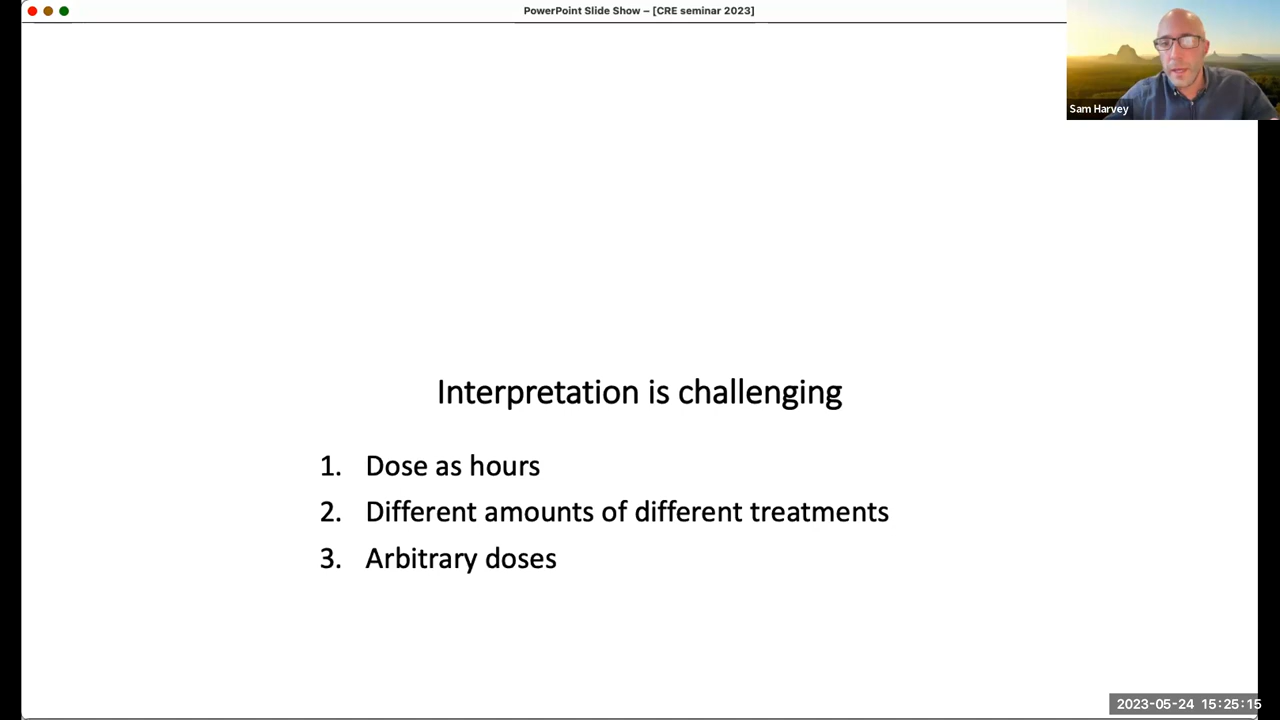 PowerPoint Slide Show – [CRE seminar 2023]
Sam Harvey
Interpretation is challenging
1. Dose as hours
2. Different amounts of different treatments
3. Arbitrary doses
2023-05-24 15:25:15